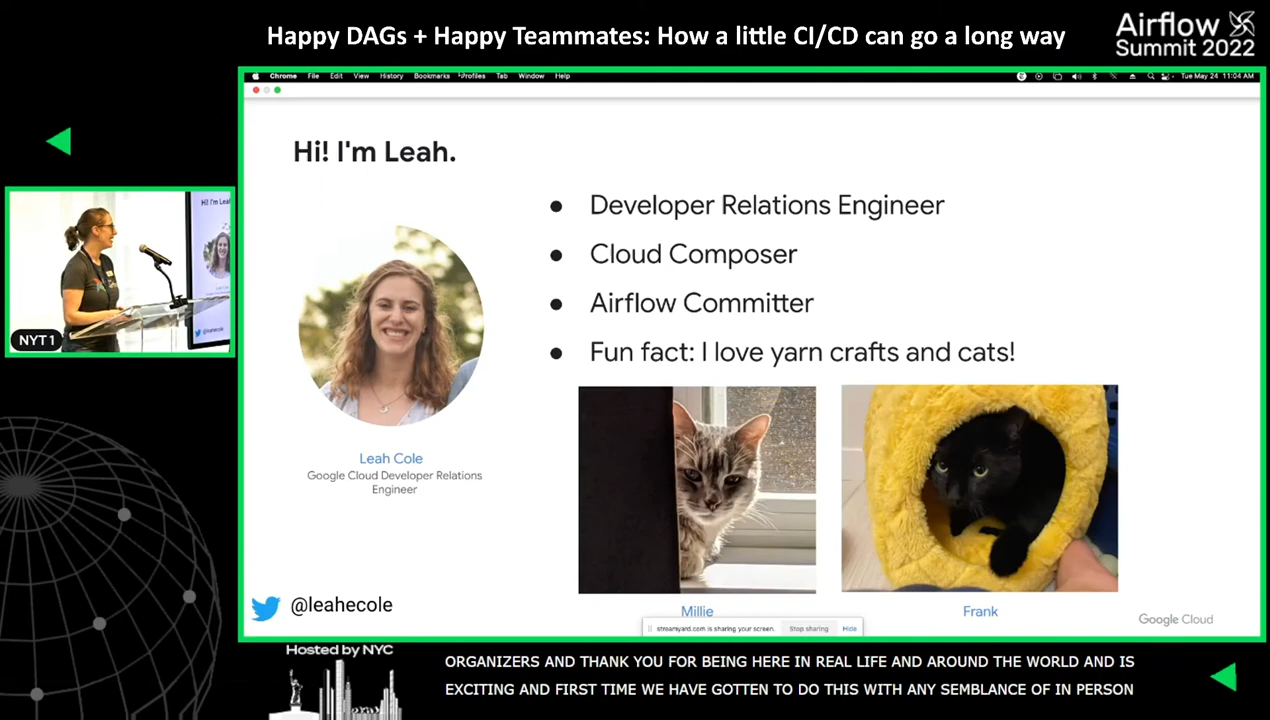 Happy DAGs + Happy Teammates: How a little CI/CD can go a long way
Airflow
Summit 2022
Chrome File Edit View History Bookmarks Profiles Tab Window Help
Tue May 24 11:04 AM
Hi! I'm Leah.
Developer Relations Engineer
Cloud Composer
Airflow Committer
Fun fact: I love yarn crafts and cats!
Hi! I'm Leah
@leahecole
NYT 1
Leah Cole
Google Cloud Developer Relations
Engineer
@leahecole
Millie
Frank
Google Cloud
streamyard.com is sharing your screen. Stop sharing Hide
Hosted by NYC
ORGANIZERS AND THANK YOU FOR BEING HERE IN REAL LIFE AND AROUND THE WORLD AND IS
EXCITING AND FIRST TIME WE HAVE GOTTEN TO DO THIS WITH ANY SEMBLANCE OF IN PERSON